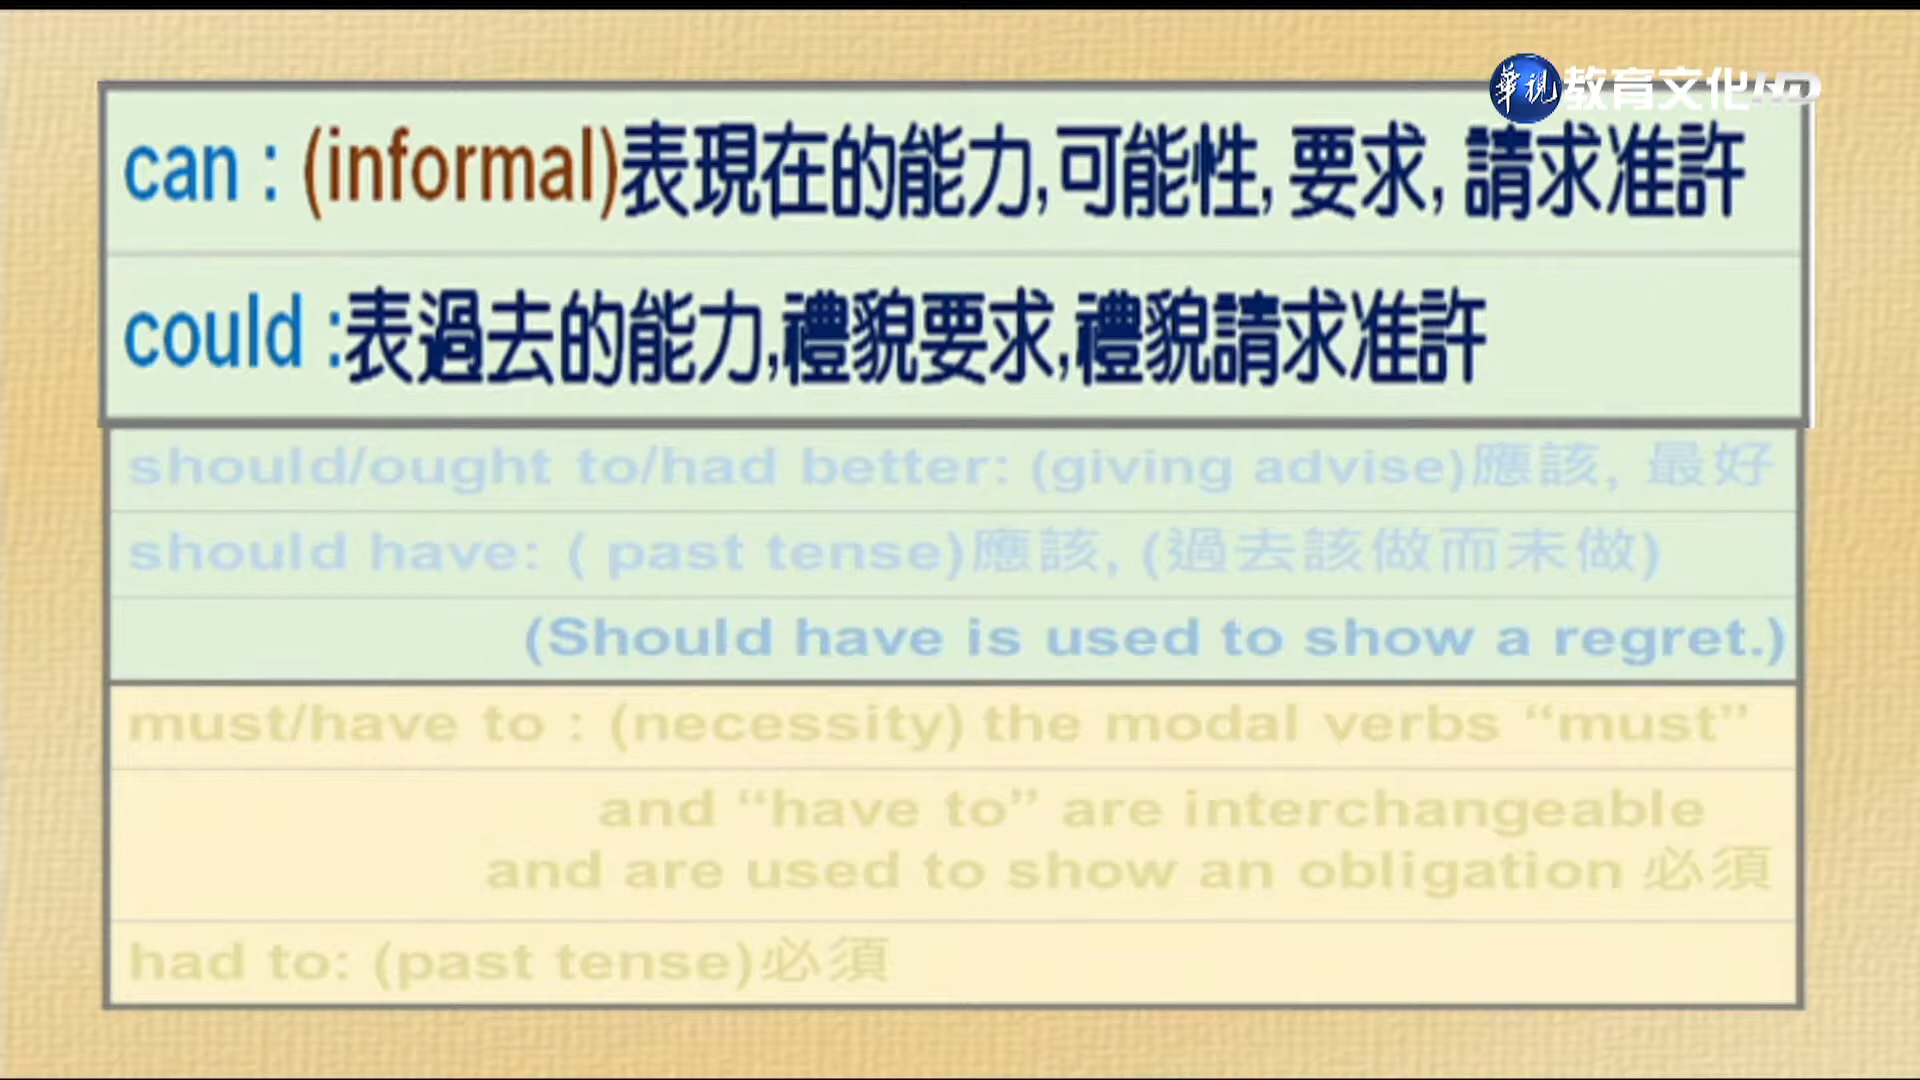 華視 教育文化HD
can : (informal)表現在的能力,可能性, 要求, 請求准許
could :表過去的能力,禮貌要求,禮貌請求准許
should/ought to/had better: (giving advise)應該, 最好
should have: ( past tense)應該, (過去該做而未做)
(Should have is used to show a regret.)
must/have to : (necessity) the modal verbs “must”
and “have to” are interchangeable
and are used to show an obligation 必須
had to: (past tense)必須